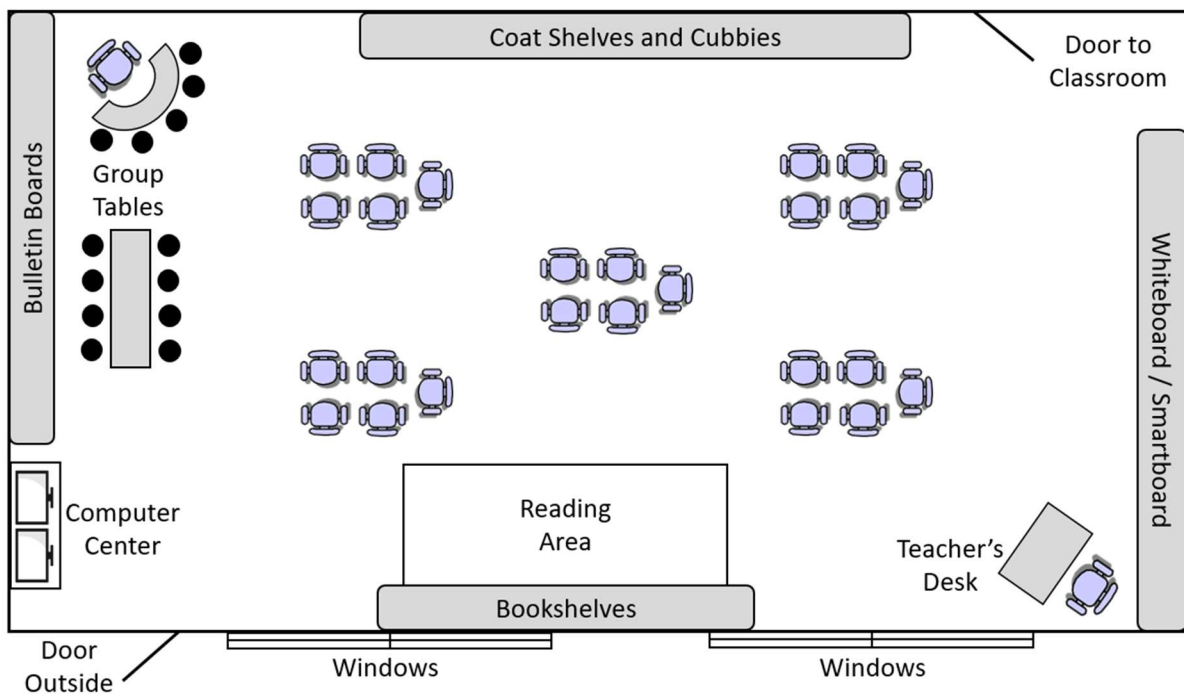 Coat Shelves and Cubbies
Door to
Classroom
Bulletin Boards
Group
Tables
Whiteboard / Smartboard
Computer
Center
Reading
Area
Teacher's
Desk
Bookshelves
Door
Outside
Windows
Windows